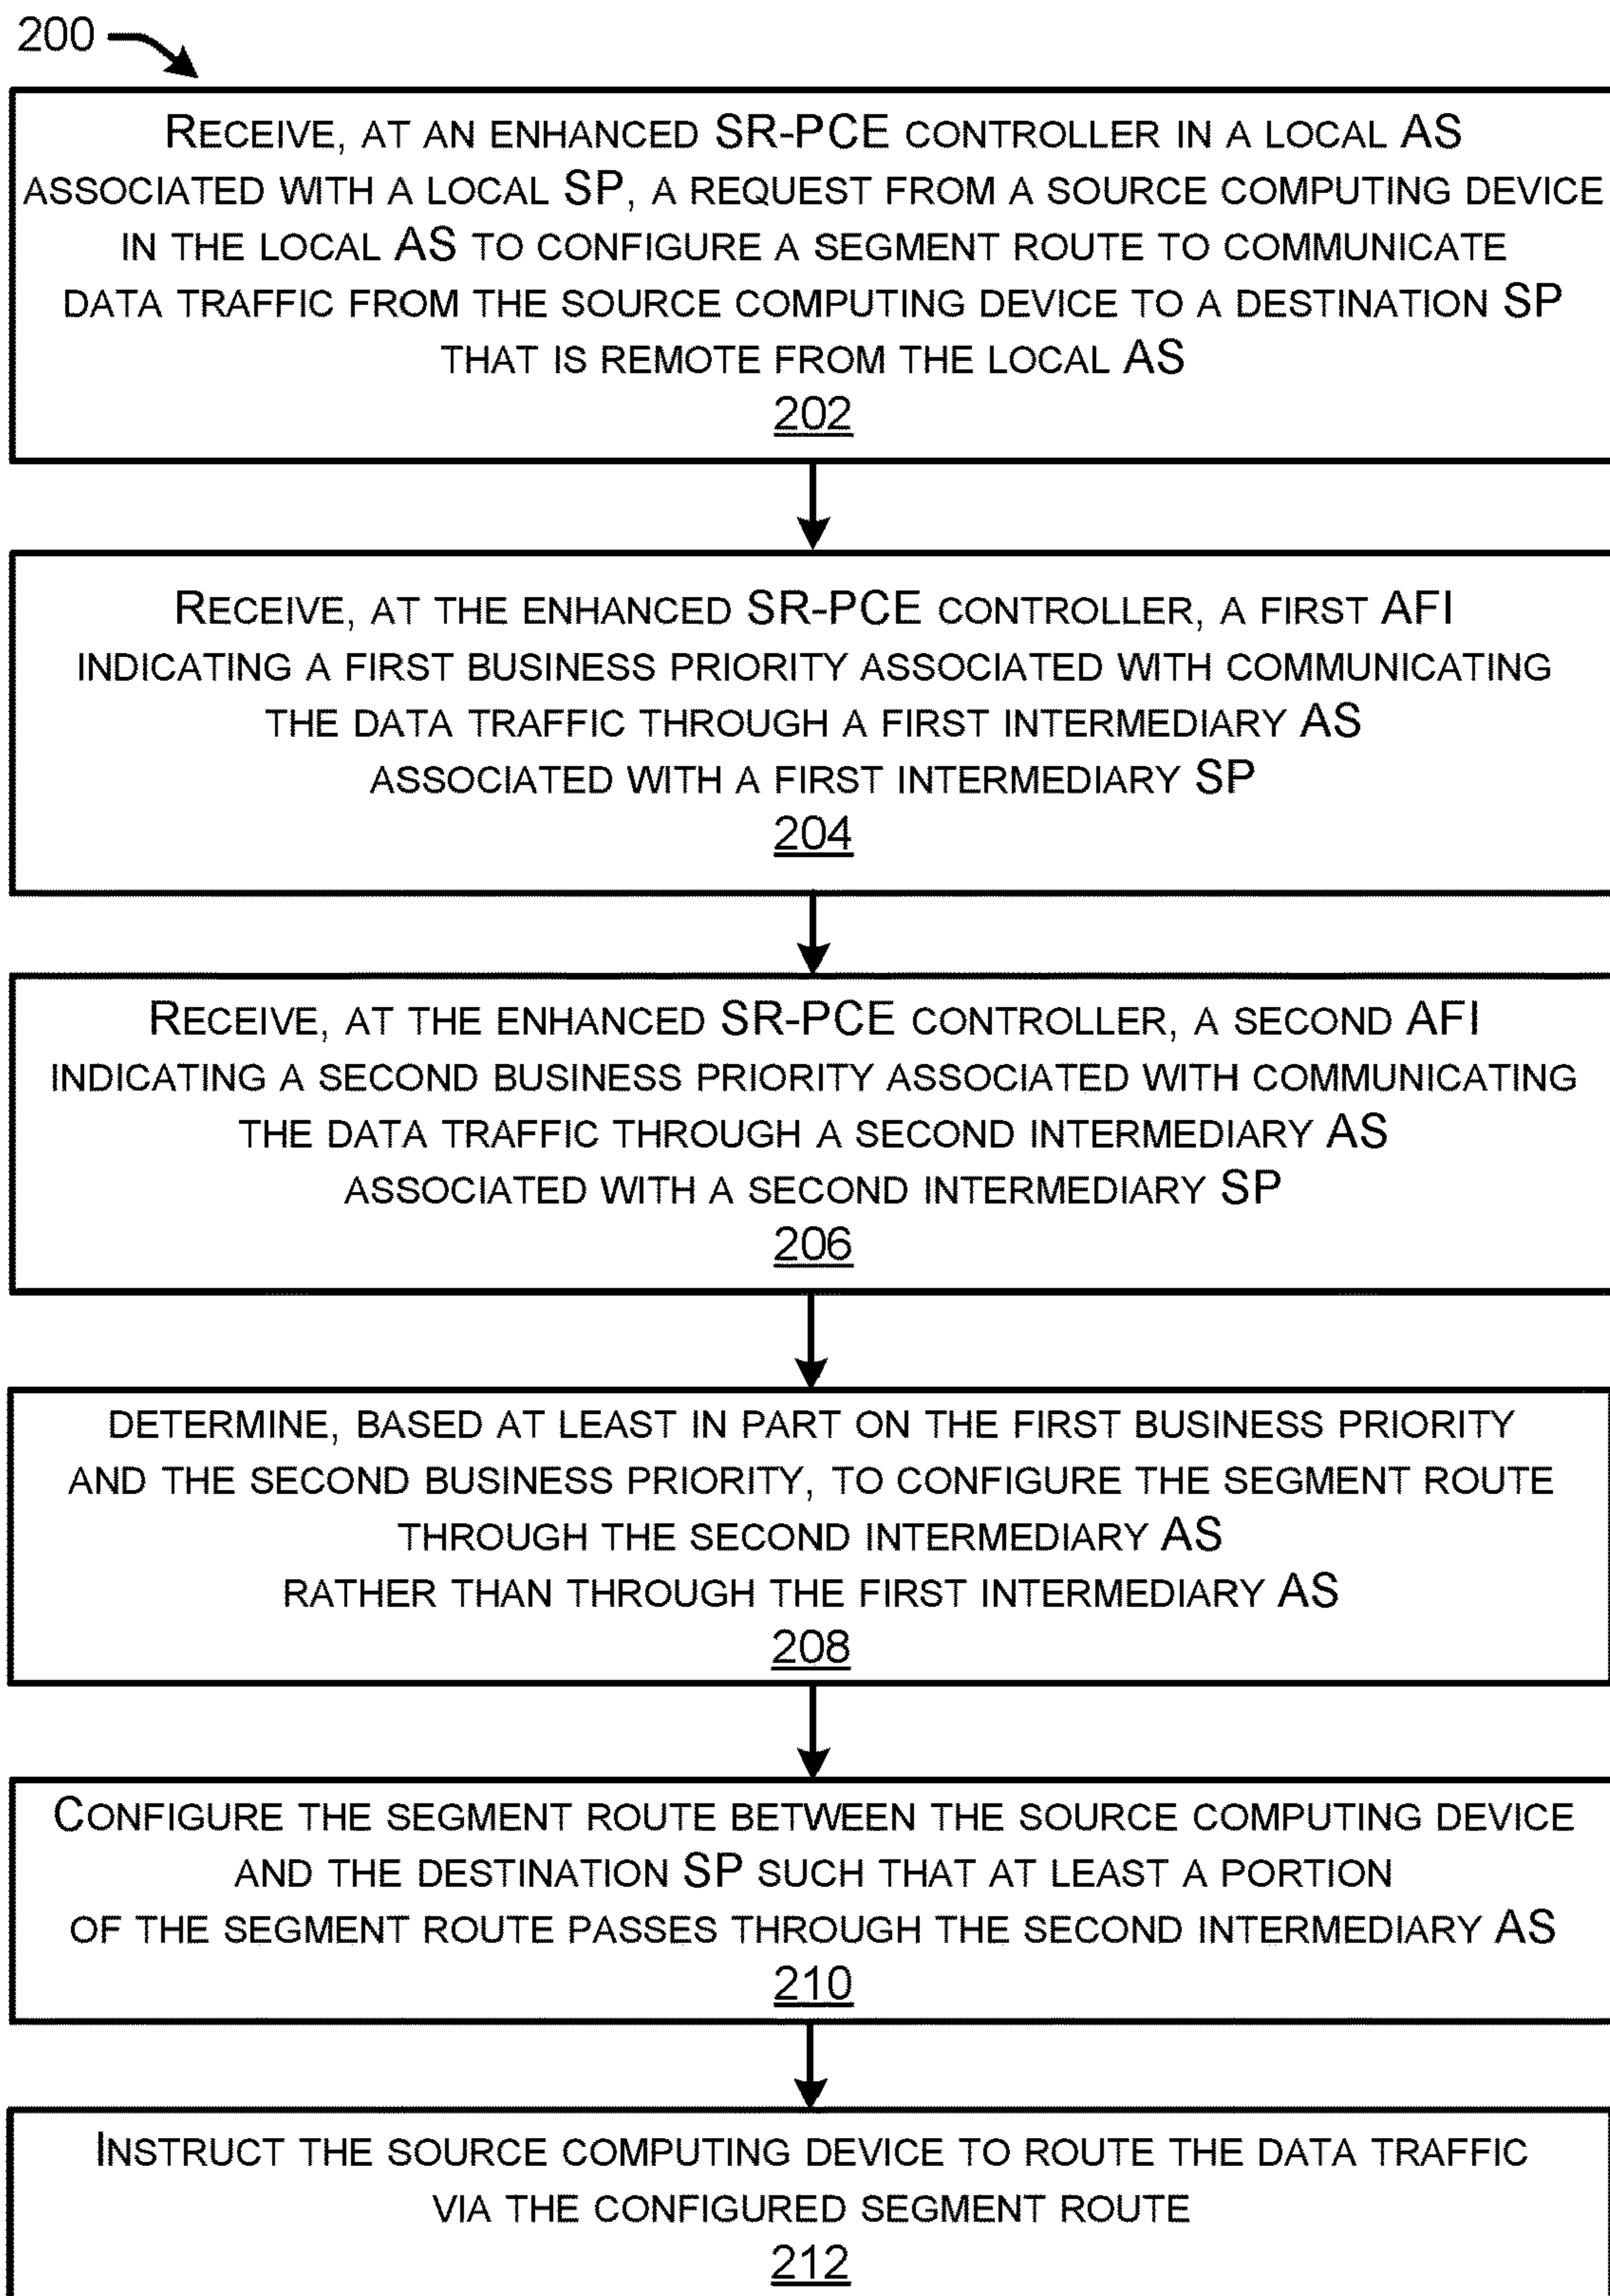 200
RECEIVE, AT AN ENHANCED SR-PCE CONTROLLER IN A LOCAL AS
ASSOCIATED WITH A LOCAL SP, A REQUEST FROM A SOURCE COMPUTING DEVICE
IN THE LOCAL AS TO CONFIGURE A SEGMENT ROUTE TO COMMUNICATE
DATA TRAFFIC FROM THE SOURCE COMPUTING DEVICE TO A DESTINATION SP
THAT IS REMOTE FROM THE LOCAL AS
202
RECEIVE, AT THE ENHANCED SR-PCE CONTROLLER, A FIRST AFI
INDICATING A FIRST BUSINESS PRIORITY ASSOCIATED WITH COMMUNICATING
THE DATA TRAFFIC THROUGH A FIRST INTERMEDIARY AS
ASSOCIATED WITH A FIRST INTERMEDIARY SP
204
RECEIVE, AT THE ENHANCED SR-PCE CONTROLLER, A SECOND AFI
INDICATING A SECOND BUSINESS PRIORITY ASSOCIATED WITH COMMUNICATING
THE DATA TRAFFIC THROUGH A SECOND INTERMEDIARY AS
ASSOCIATED WITH A SECOND INTERMEDIARY SP
206
DETERMINE, BASED AT LEAST IN PART ON THE FIRST BUSINESS PRIORITY
AND THE SECOND BUSINESS PRIORITY, TO CONFIGURE THE SEGMENT ROUTE
THROUGH THE SECOND INTERMEDIARY AS
RATHER THAN THROUGH THE FIRST INTERMEDIARY AS
208
CONFIGURE THE SEGMENT ROUTE BETWEEN THE SOURCE COMPUTING DEVICE
AND THE DESTINATION SP SUCH THAT AT LEAST A PORTION
OF THE SEGMENT ROUTE PASSES THROUGH THE SECOND INTERMEDIARY AS
210
INSTRUCT THE SOURCE COMPUTING DEVICE TO ROUTE THE DATA TRAFFIC
VIA THE CONFIGURED SEGMENT ROUTE
212